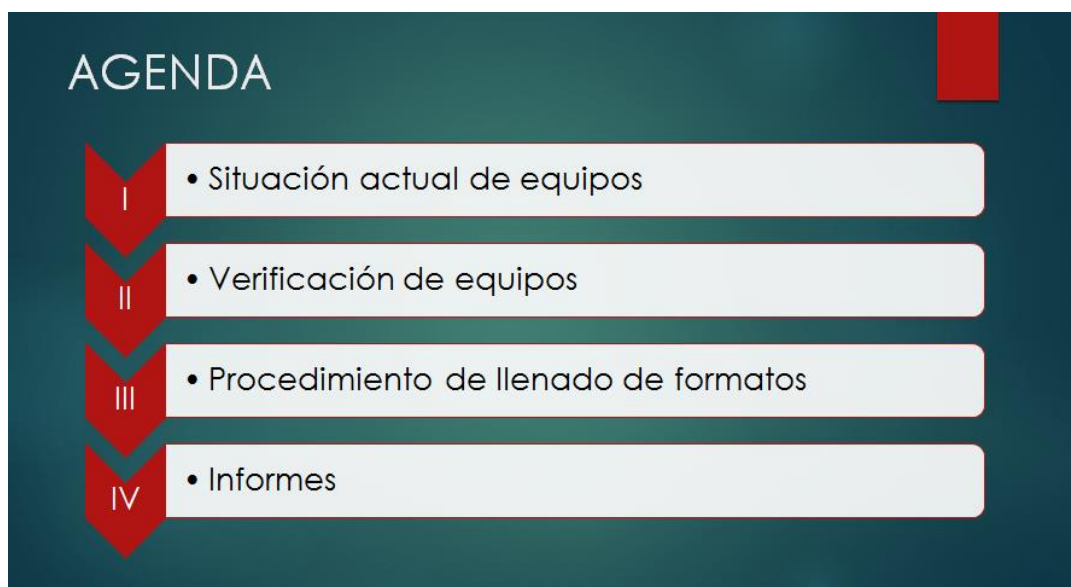 AGENDA
I
• Situación actual de equipos
II
• Verificación de equipos
III
• Procedimiento de llenado de formatos
IV
• Informes